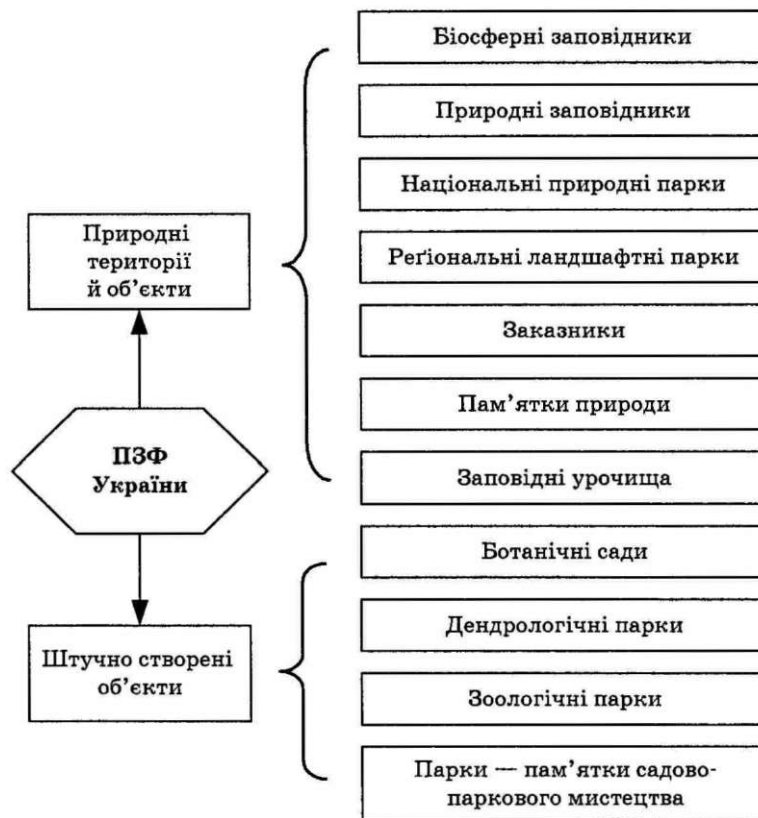 Біосферні заповідники
Природні заповідники
Національні природні парки
Природні
території
й об’єкти
Реґіональні ландшафтні парки
Заказники
Пам’ятки природи
ПЗФ
України
Заповідні урочища
Ботанічні сади
Дендрологічні парки
Штучно створені
об’єкти
Зоологічні парки
Парки — пам’ятки садово-
паркового мистецтва